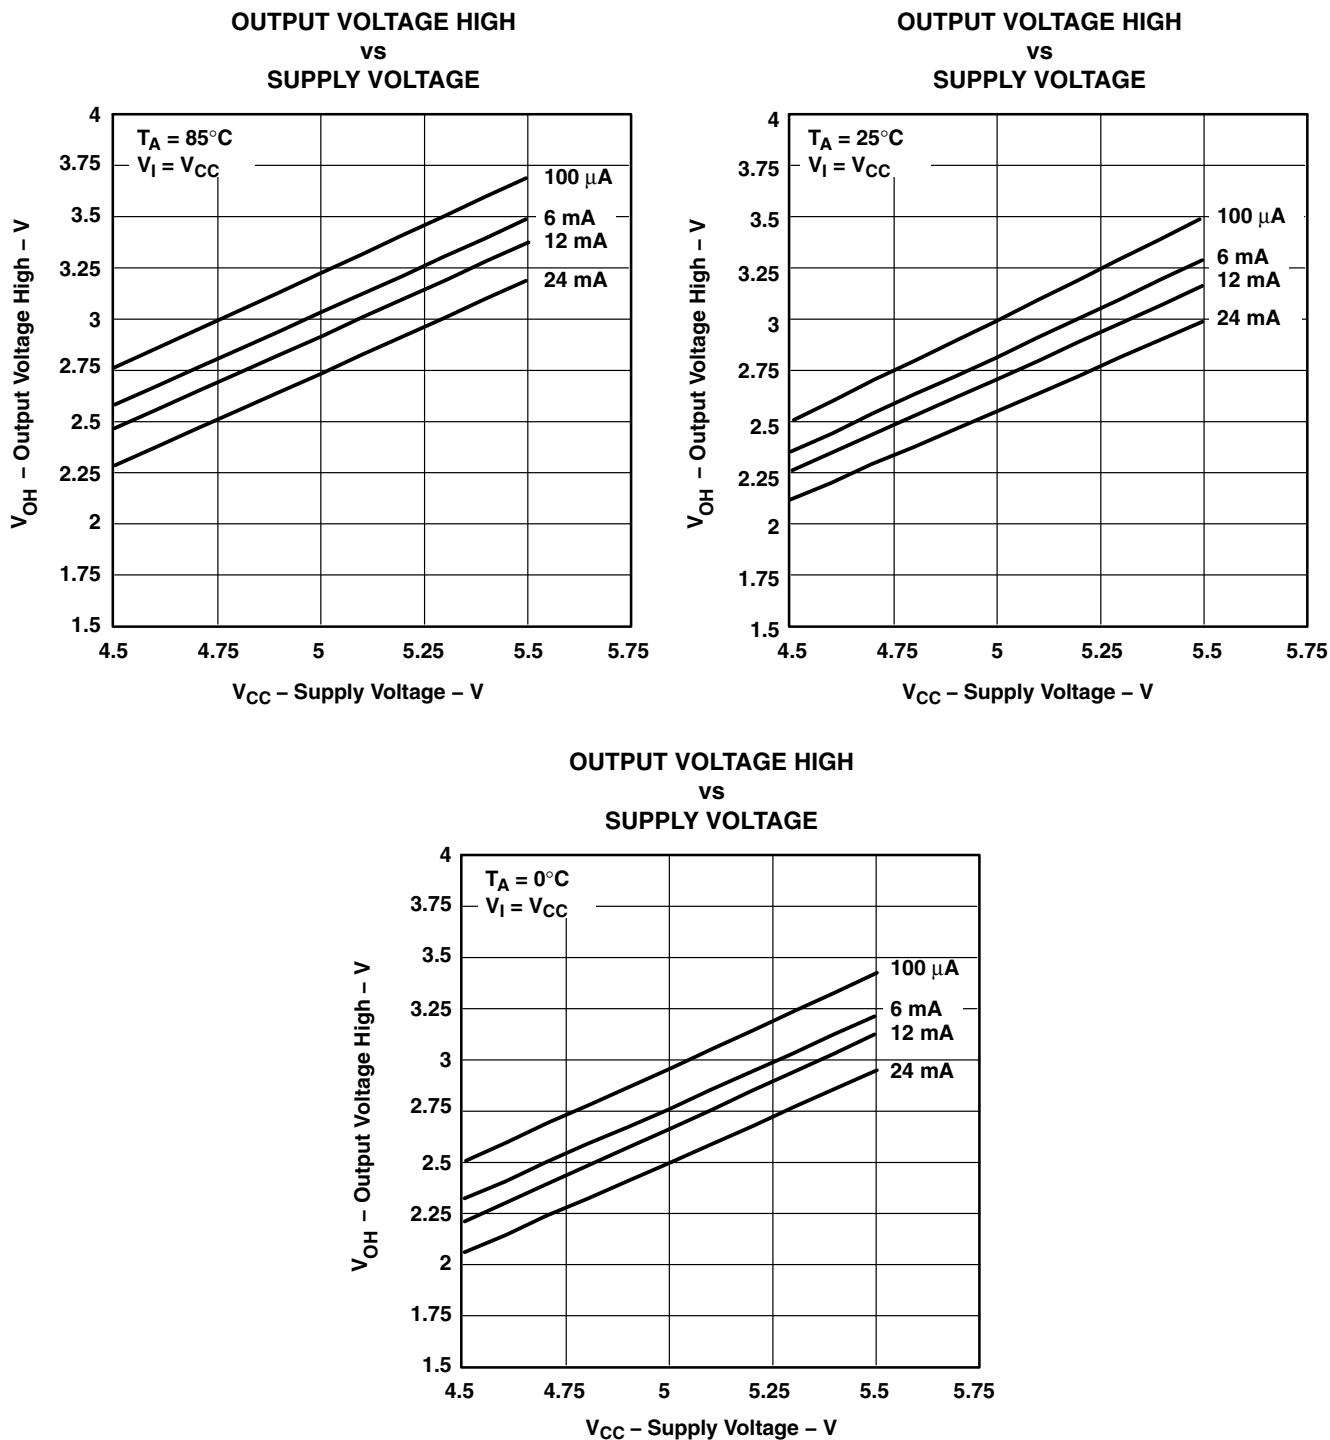 OUTPUT VOLTAGE HIGH
vs
SUPPLY VOLTAGE
4
3.75
3.5
3.25
3
2.75
2.5
2.25
2
1.75
1.5
V_OH – Output Voltage High – V
T_A = 85°C
V_I = V_CC
100 μA
6 mA
12 mA
24 mA
4.5 4.75 5 5.25 5.5 5.75
V_CC – Supply Voltage – V
OUTPUT VOLTAGE HIGH
vs
SUPPLY VOLTAGE
4
3.75
3.5
3.25
3
2.75
2.5
2.25
2
1.75
1.5
V_OH – Output Voltage High – V
T_A = 25°C
V_I = V_CC
100 μA
6 mA
12 mA
24 mA
4.5 4.75 5 5.25 5.5 5.75
V_CC – Supply Voltage – V
OUTPUT VOLTAGE HIGH
vs
SUPPLY VOLTAGE
4
3.75
3.5
3.25
3
2.75
2.5
2.25
2
1.75
1.5
V_OH – Output Voltage High – V
T_A = 0°C
V_I = V_CC
100 μA
6 mA
12 mA
24 mA
4.5 4.75 5 5.25 5.5 5.75
V_CC – Supply Voltage – V